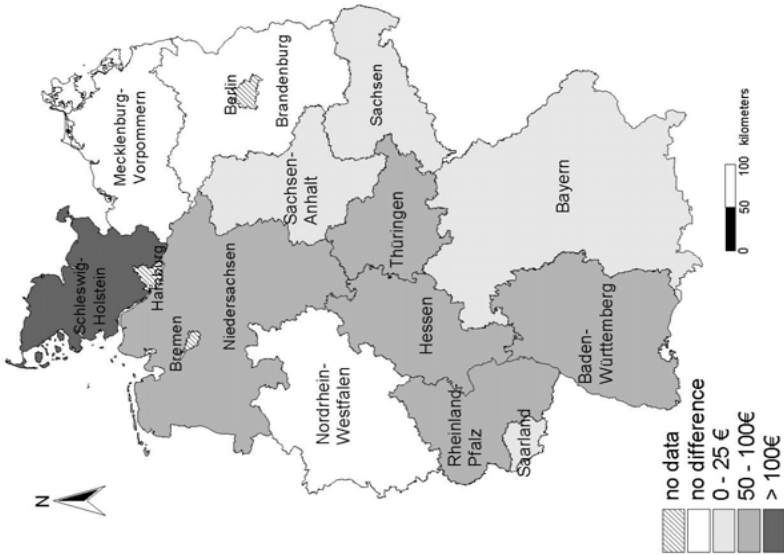 N
Schleswig-
Holstein
Hamburg
Mecklenburg-
Vorpommern
Bremen
Niedersachsen
Berlin
Brandenburg
Sachsen-
Anhalt
Sachsen
Nordrhein-
Westfalen
Hessen
Thüringen
Rheinland
Pfalz
Saarland
Baden-
Württemberg
Bayern
no data
no difference
0 - 25 €
50 - 100€
> 100€
0 50 100
kilometers